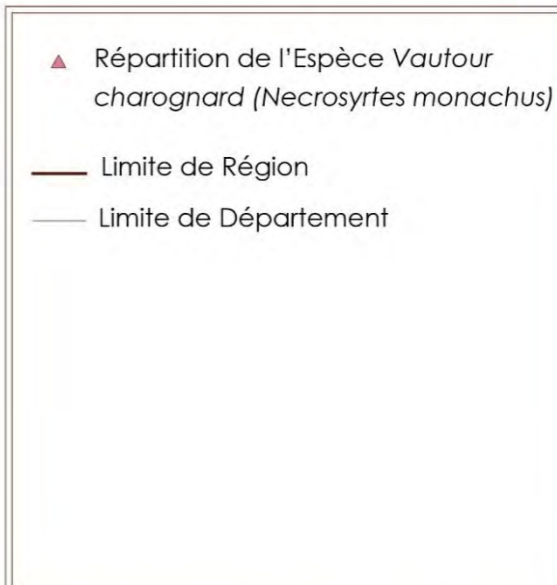 Répartition de l’Espèce Vautour
charognard (Necrosyrtes monachus)
Limite de Région
Limite de Département